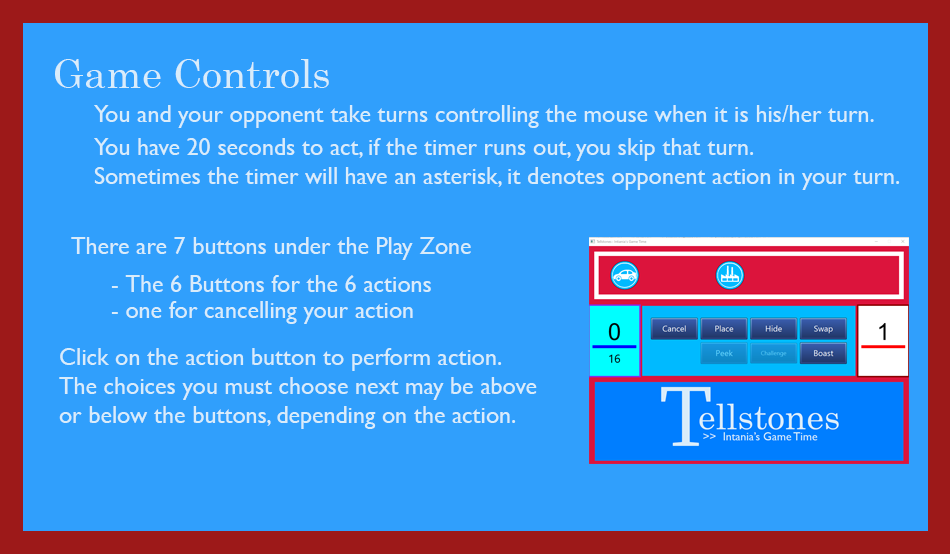 Game Controls
You and your opponent take turns controlling the mouse when it is his/her turn.
You have 20 seconds to act, if the timer runs out, you skip that turn.
Sometimes the timer will have an asterisk, it denotes opponent action in your turn.
There are 7 buttons under the Play Zone
- The 6 Buttons for the 6 actions
- one for cancelling your action
Click on the action button to perform action.
The choices you must choose next may be above
or below the buttons, depending on the action.
Tellstones - Intania's Game Time
0
16
Cancel Place Hide Swap
Peek Challenge Boast
1
Tellstones
>> Intania's Game Time